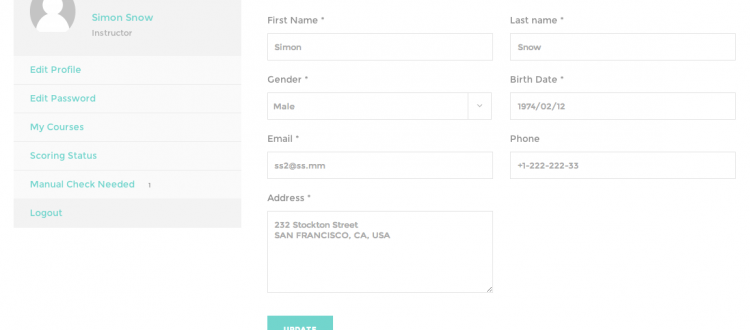 Simon Snow
Instructor
Edit Profile
Edit Password
My Courses
Scoring Status
Manual Check Needed 1
Logout
First Name *
Simon
Last name *
Snow
Gender *
Male
Birth Date *
1974/02/12
Email *
ss2@ss.mm
Phone
+1-222-222-33
Address *
232 Stockton Street
SAN FRANCISCO, CA, USA
UPDATE